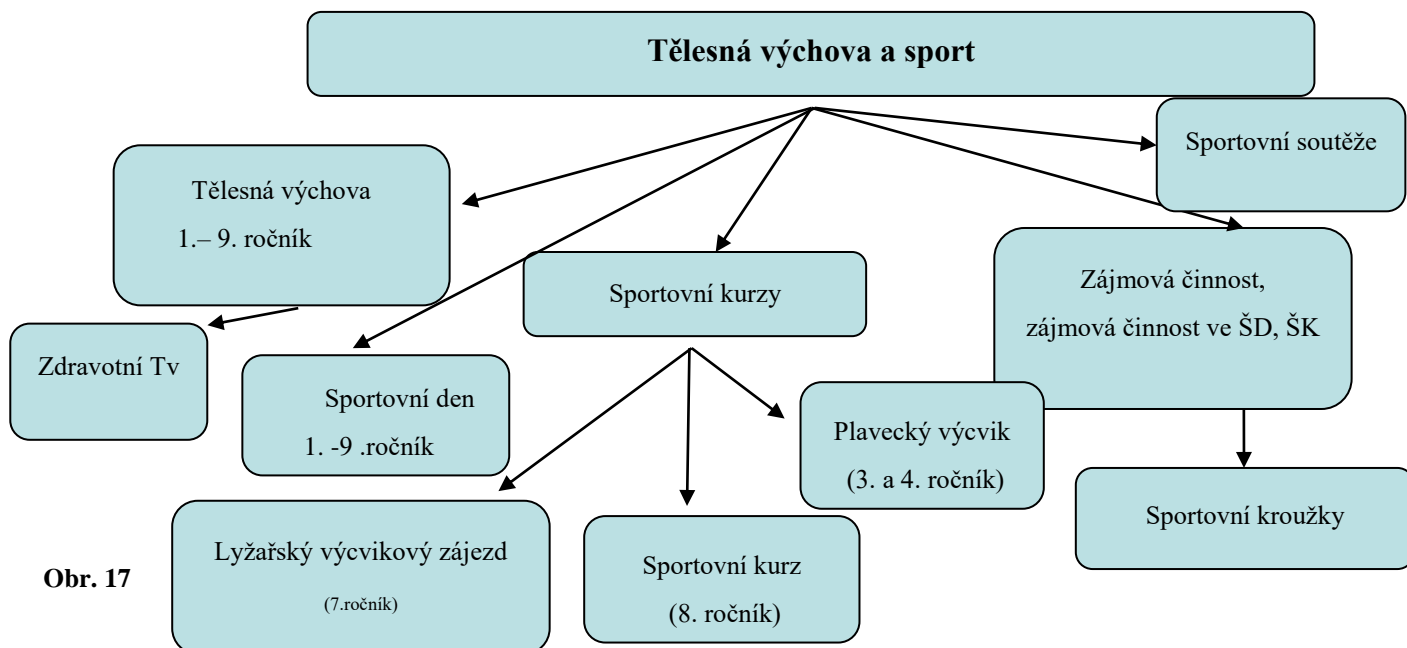 Tělesná výchova a sport
Sportovní soutěže
Tělesná výchova
1.– 9. ročník
Sportovní kurzy
Zájmová činnost,
zájmová činnost ve ŠD, ŠK
Zdravotní Tv
Sportovní den
1. -9 .ročník
Plavecký výcvik
(3. a 4. ročník)
Lyžařský výcvikový zájezd
(7.ročník)
Sportovní kurz
(8. ročník)
Sportovní kroužky
Obr. 17